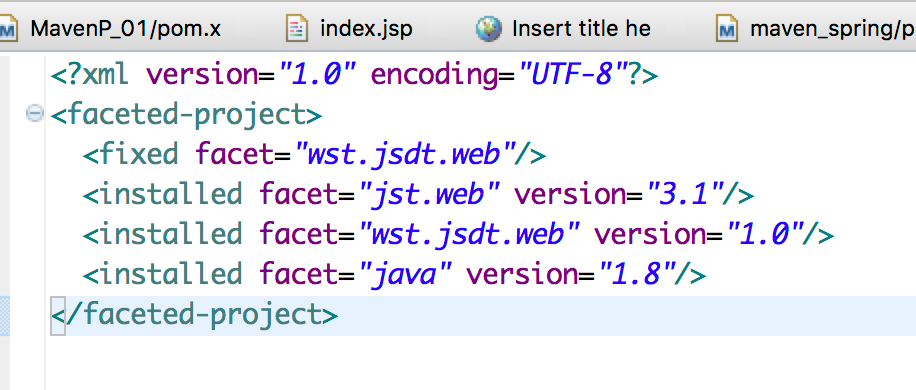 MavenP_01/pom.x index.jsp Insert title he maven_spring/p
<?xml version="1.0" encoding="UTF-8"?>
<faceted-project>
<fixed facet="wst.jsdt.web"/>
<installed facet="jst.web" version="3.1"/>
<installed facet="wst.jsdt.web" version="1.0"/>
<installed facet="java" version="1.8"/>
</faceted-project>